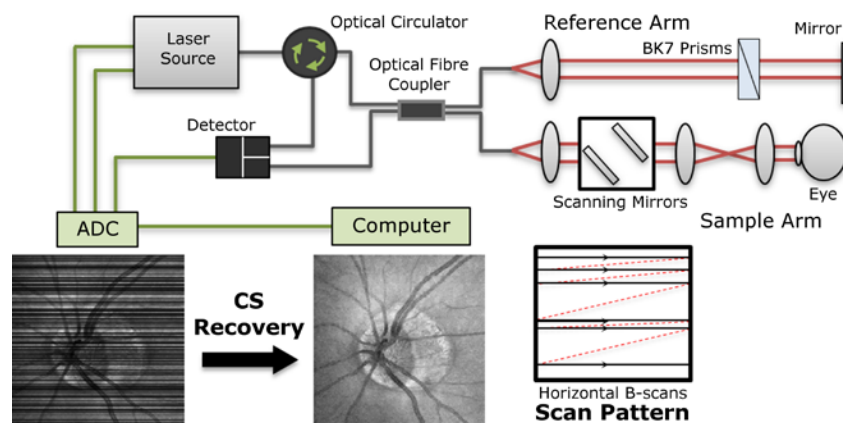 Laser
Source
Optical Circulator
Optical Fibre
Coupler
Detector
Reference Arm
BK7 Prisms
Mirror
Scanning Mirrors
Eye
Sample Arm
ADC
Computer
CS
Recovery
Horizontal B-scans
Scan Pattern